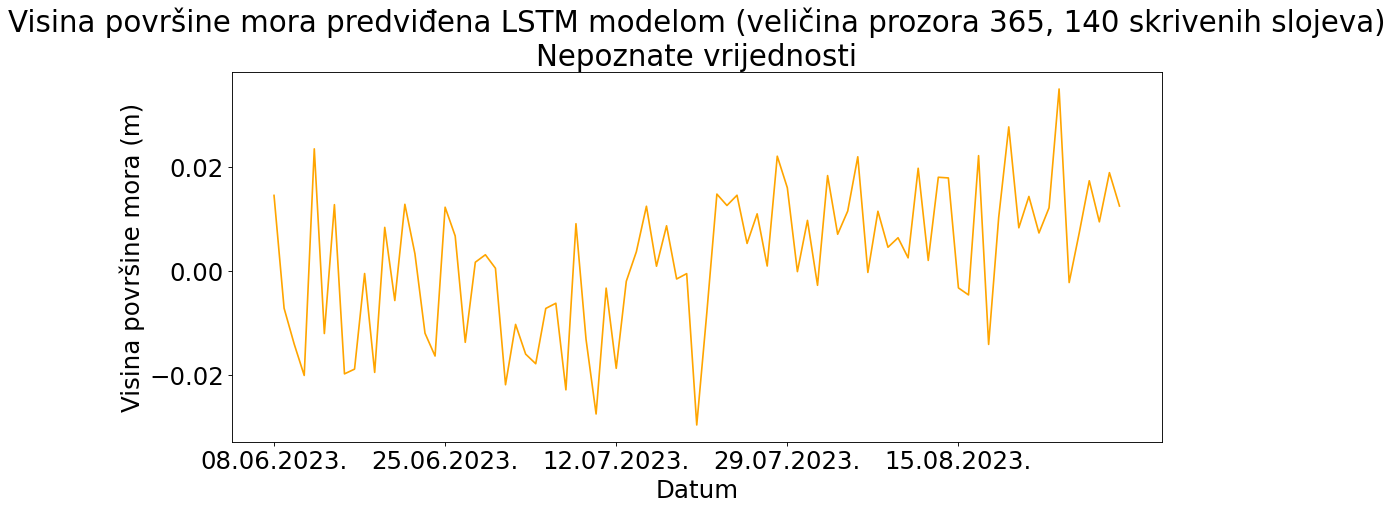 Visina površine mora predviđena LSTM modelom (veličina prozora 365, 140 skrivenih slojeva)
Nepoznate vrijednosti
Visina površine mora (m)
0.02
0.00
−0.02
08.06.2023. 25.06.2023. 12.07.2023. 29.07.2023. 15.08.2023.
Datum